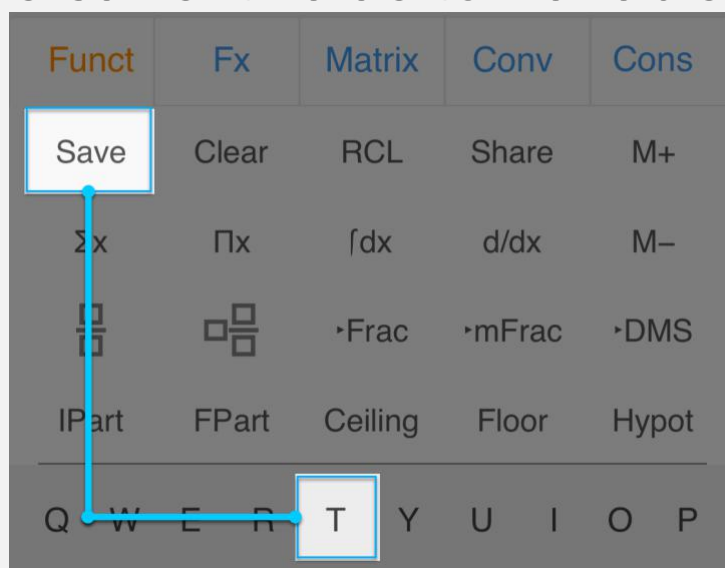 Funct Fx Matrix Conv Cons
Save Clear RCL Share M+
Σx Πx ∫dx d/dx M−
‣Frac ‣mFrac ‣DMS
IPart FPart Ceiling Floor Hypot
Q W E R T Y U I O P